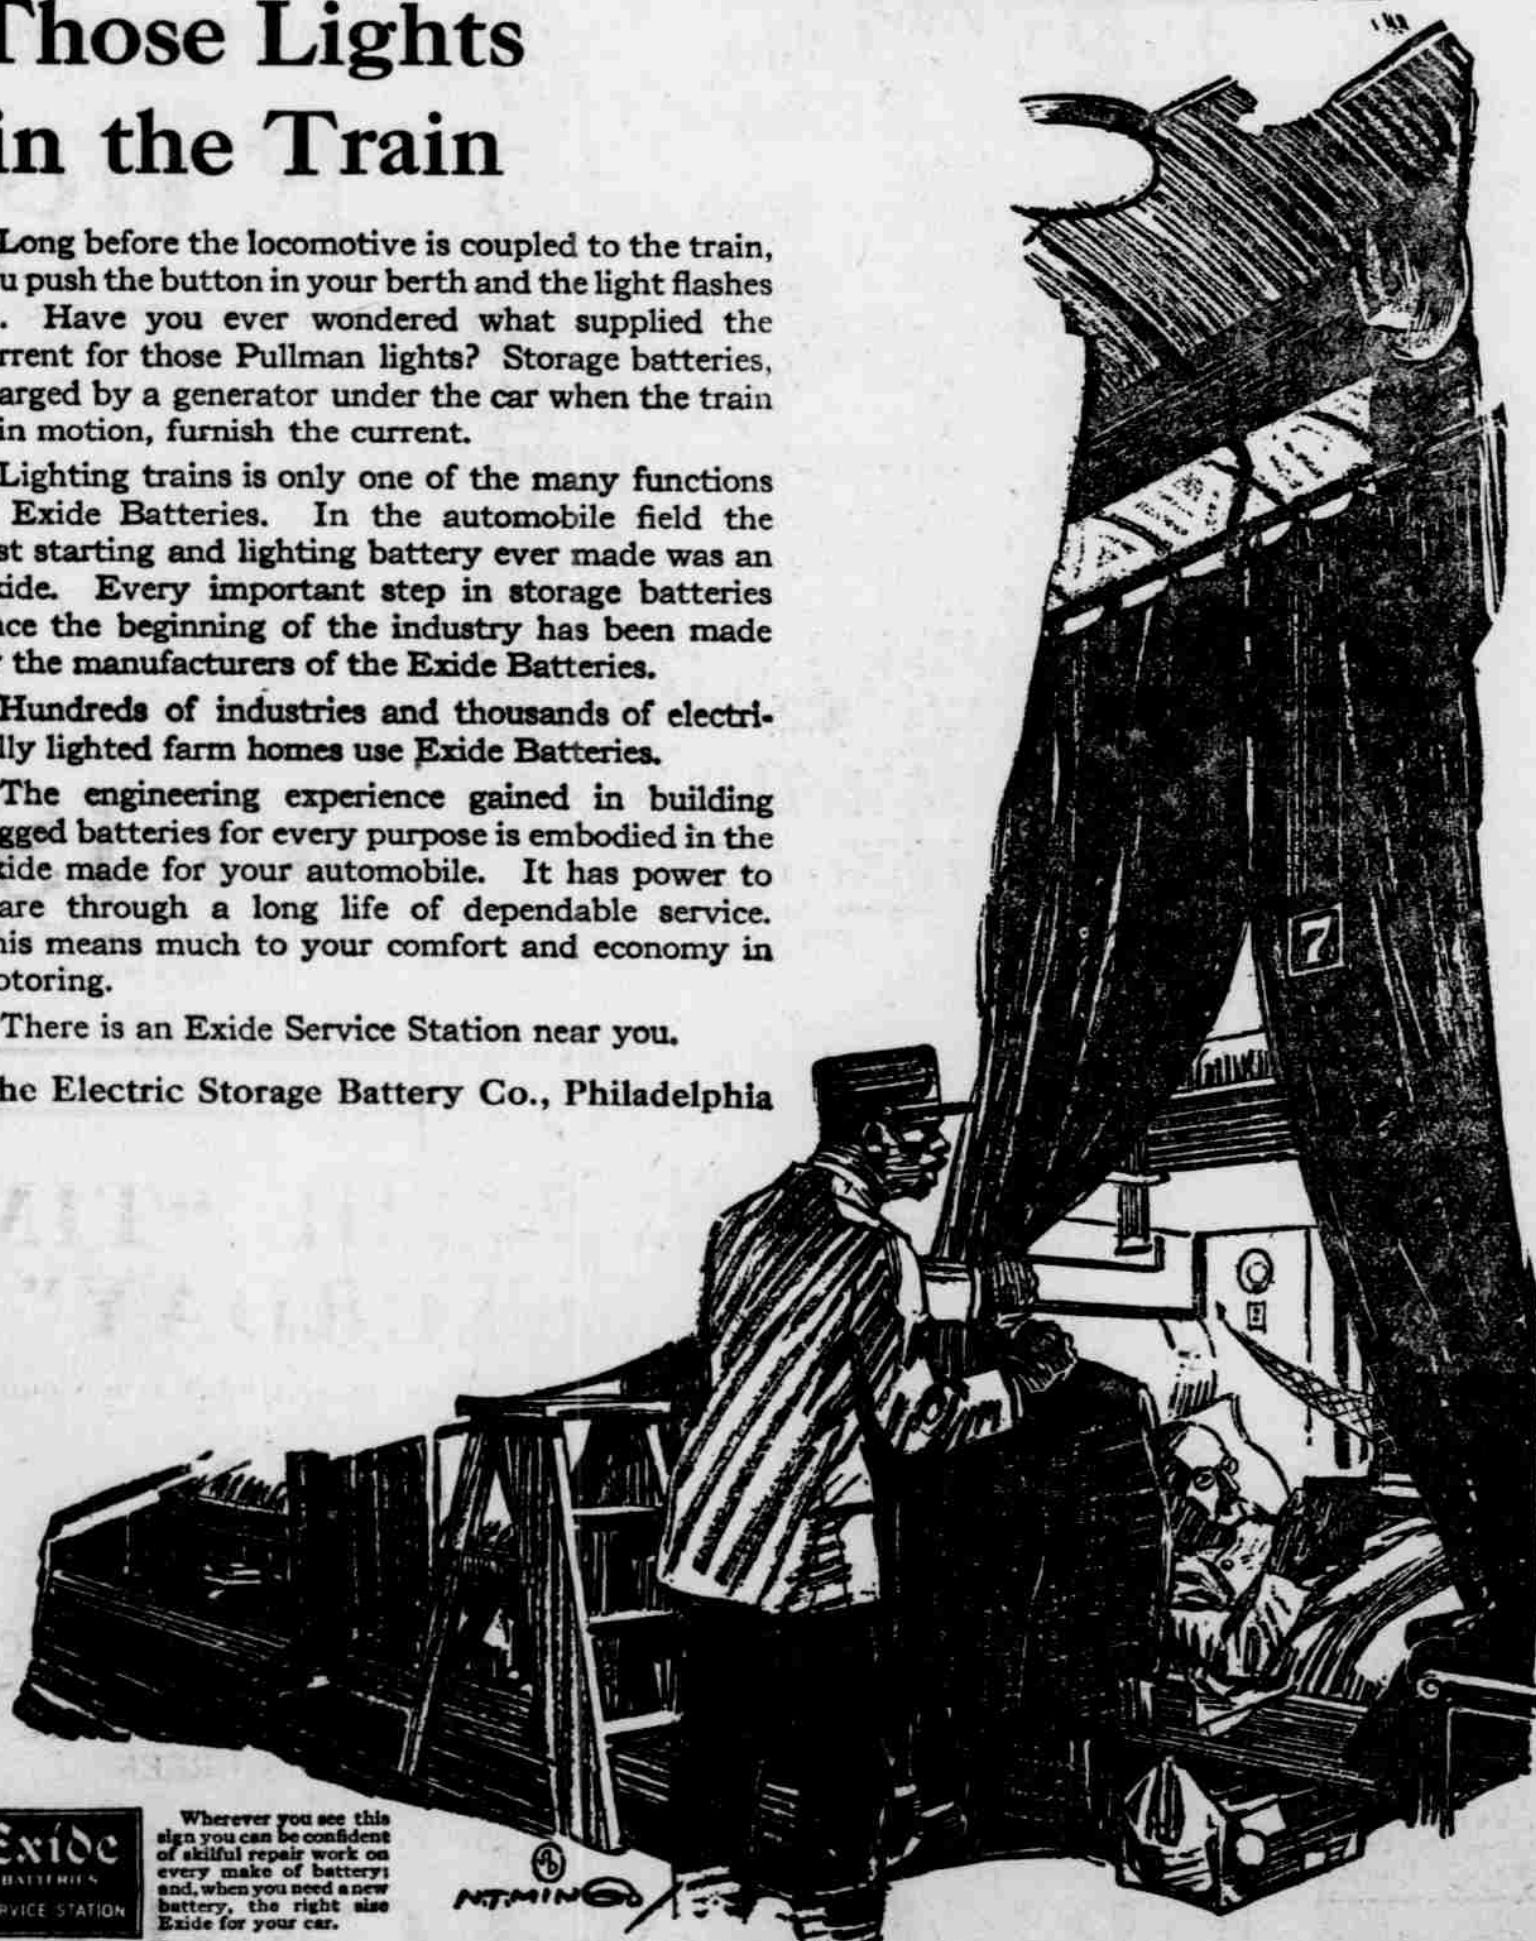 Those Lights
in the Train
Long before the locomotive is coupled to the train,
u push the button in your berth and the light flashes
. Have you ever wondered what supplied the
rrent for those Pullman lights? Storage batteries,
arged by a generator under the car when the train
in motion, furnish the current.
Lighting trains is only one of the many functions
Exide Batteries. In the automobile field the
st starting and lighting battery ever made was an
ide. Every important step in storage batteries
ce the beginning of the industry has been made
the manufacturers of the Exide Batteries.
Hundreds of industries and thousands of electri-
lly lighted farm homes use Exide Batteries.
The engineering experience gained in building
gged batteries for every purpose is embodied in the
ide made for your automobile. It has power to
are through a long life of dependable service.
his means much to your comfort and economy in
otoring.
There is an Exide Service Station near you.
he Electric Storage Battery Co., Philadelphia
7
Exide
BATTERIES
RVICE STATION
Wherever you see this
sign you can be confident
of skilful repair work on
every make of battery;
and, when you need a new
battery, the right size
Exide for your car.